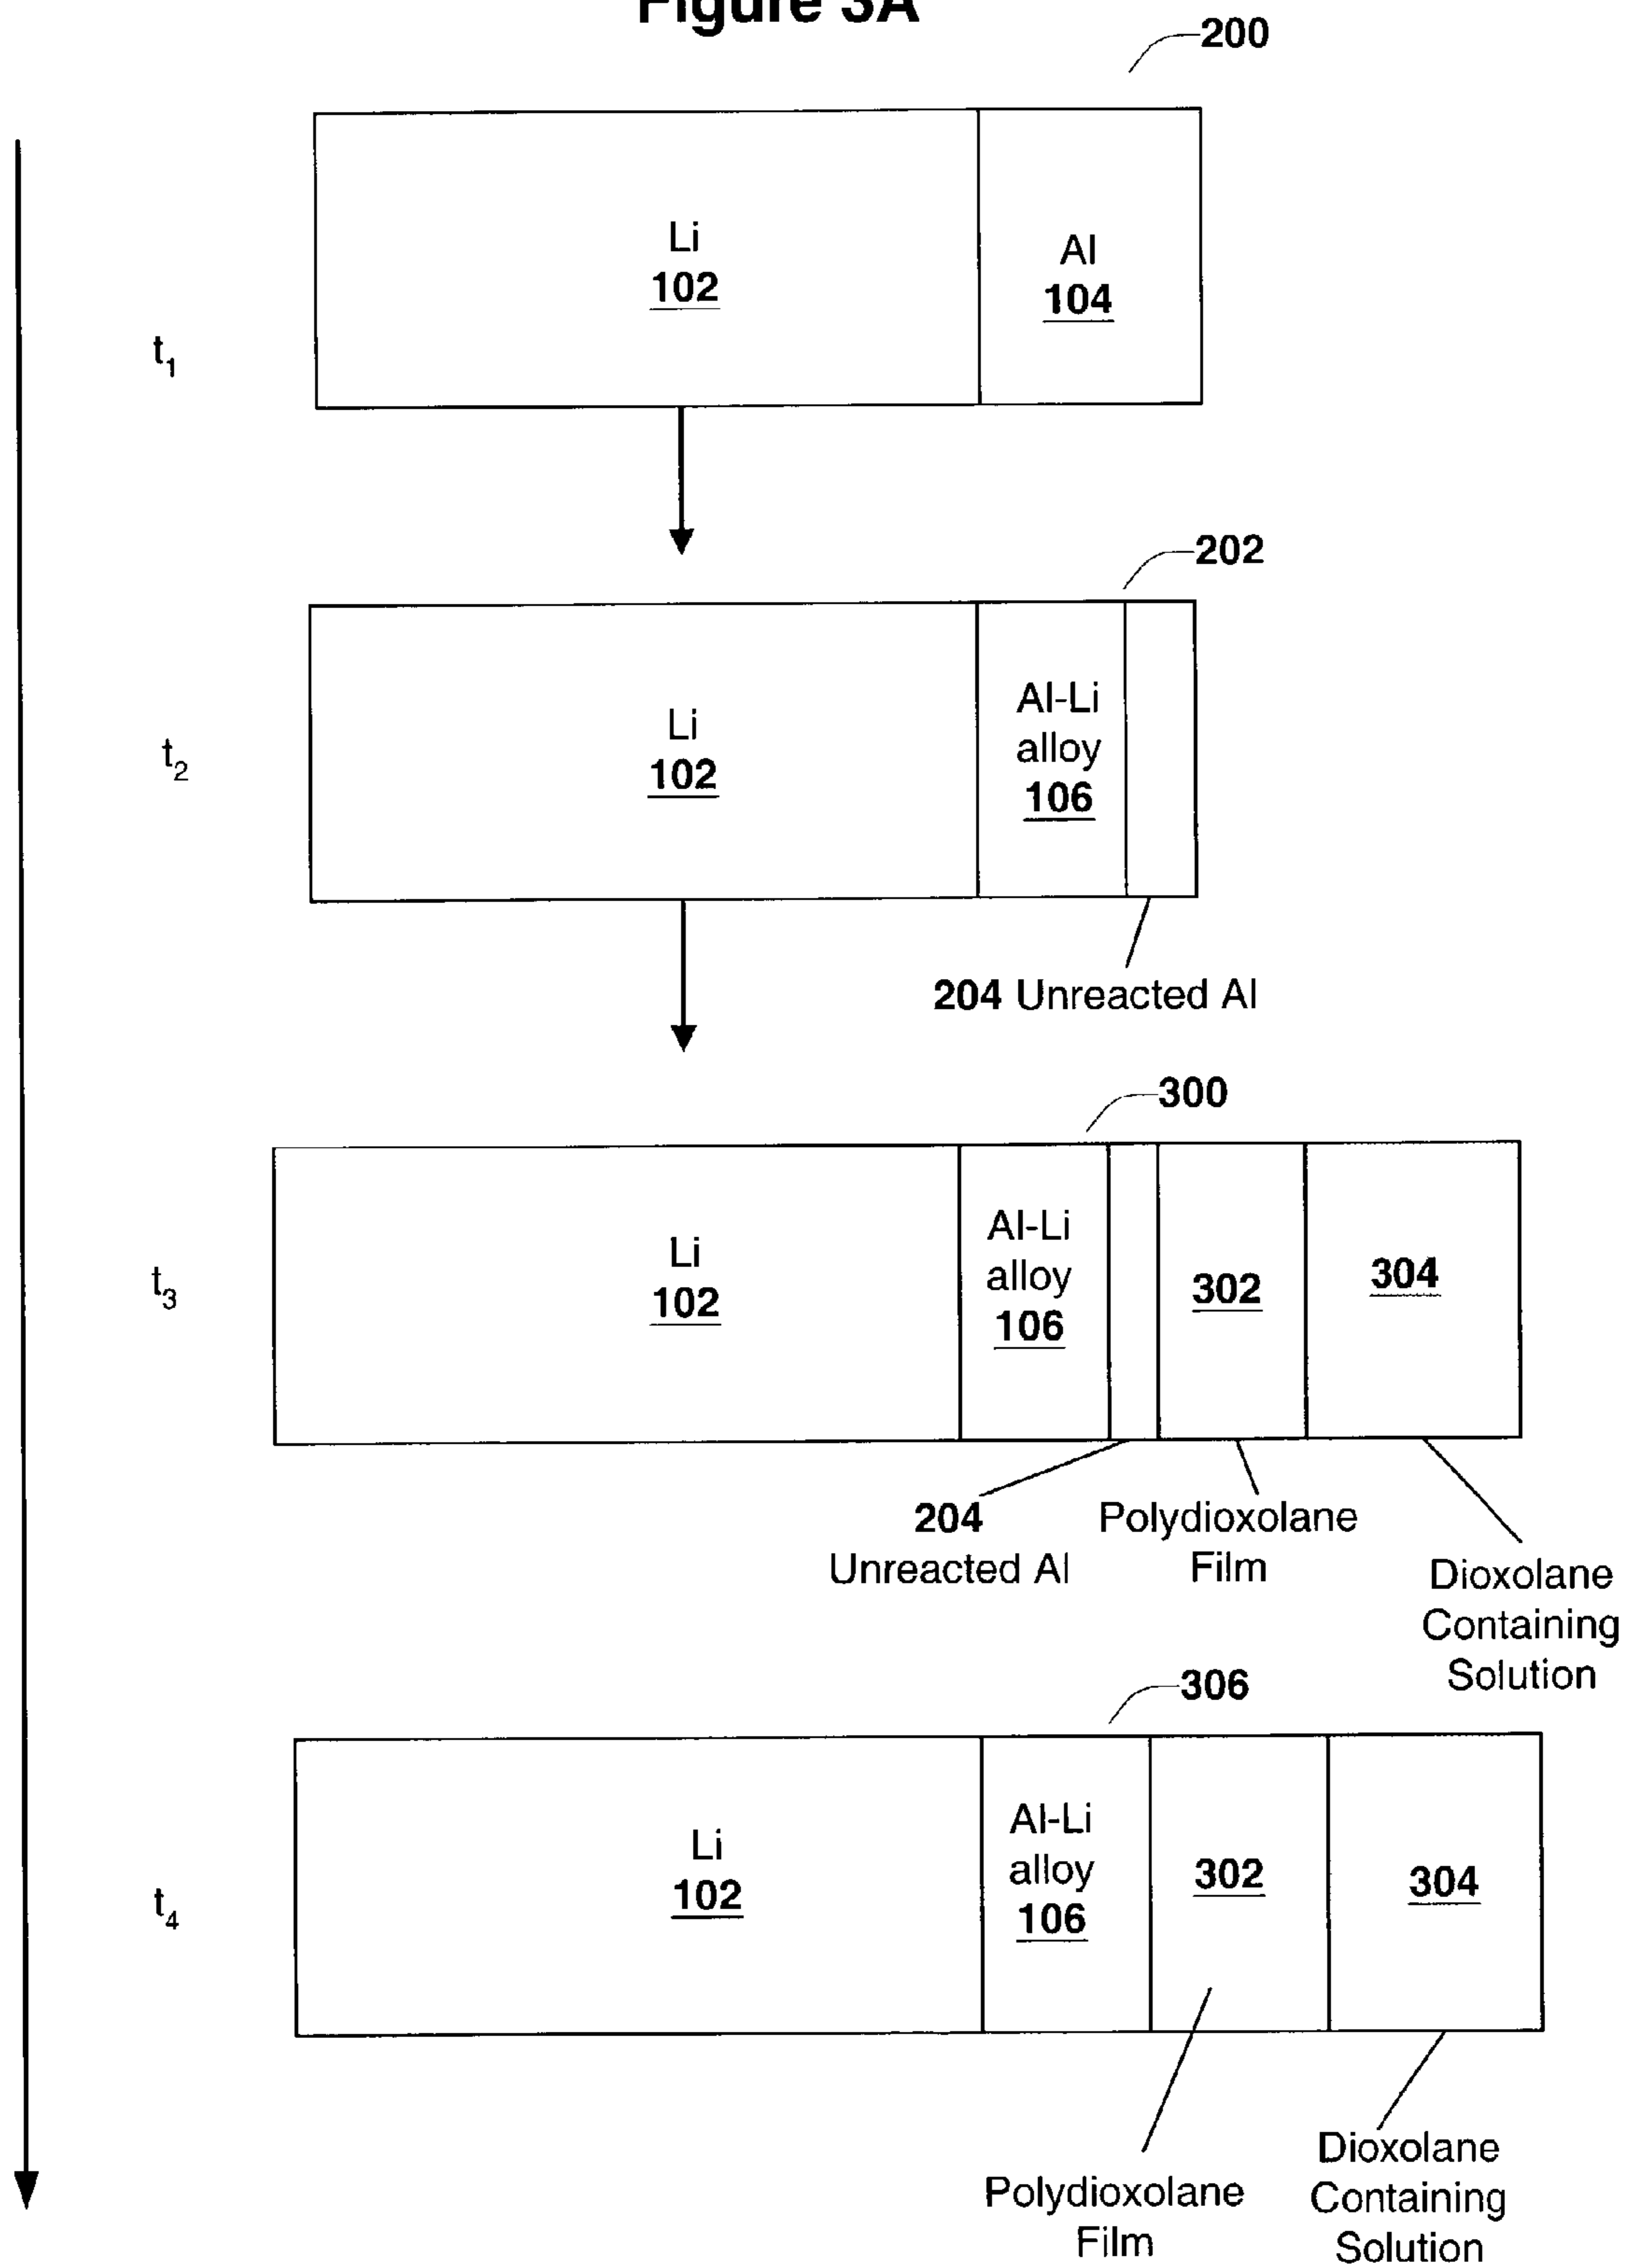 Figure 3A
200
Li
102
Al
104
t1
202
Li
102
Al-Li
alloy
106
t2
204 Unreacted Al
300
Li
102
Al-Li
alloy
106
302
304
t3
204
Unreacted Al
Polydioxolane
Film
Dioxolane
Containing
Solution
306
Li
102
Al-Li
alloy
106
302
304
t4
Polydioxolane
Film
Dioxolane
Containing
Solution